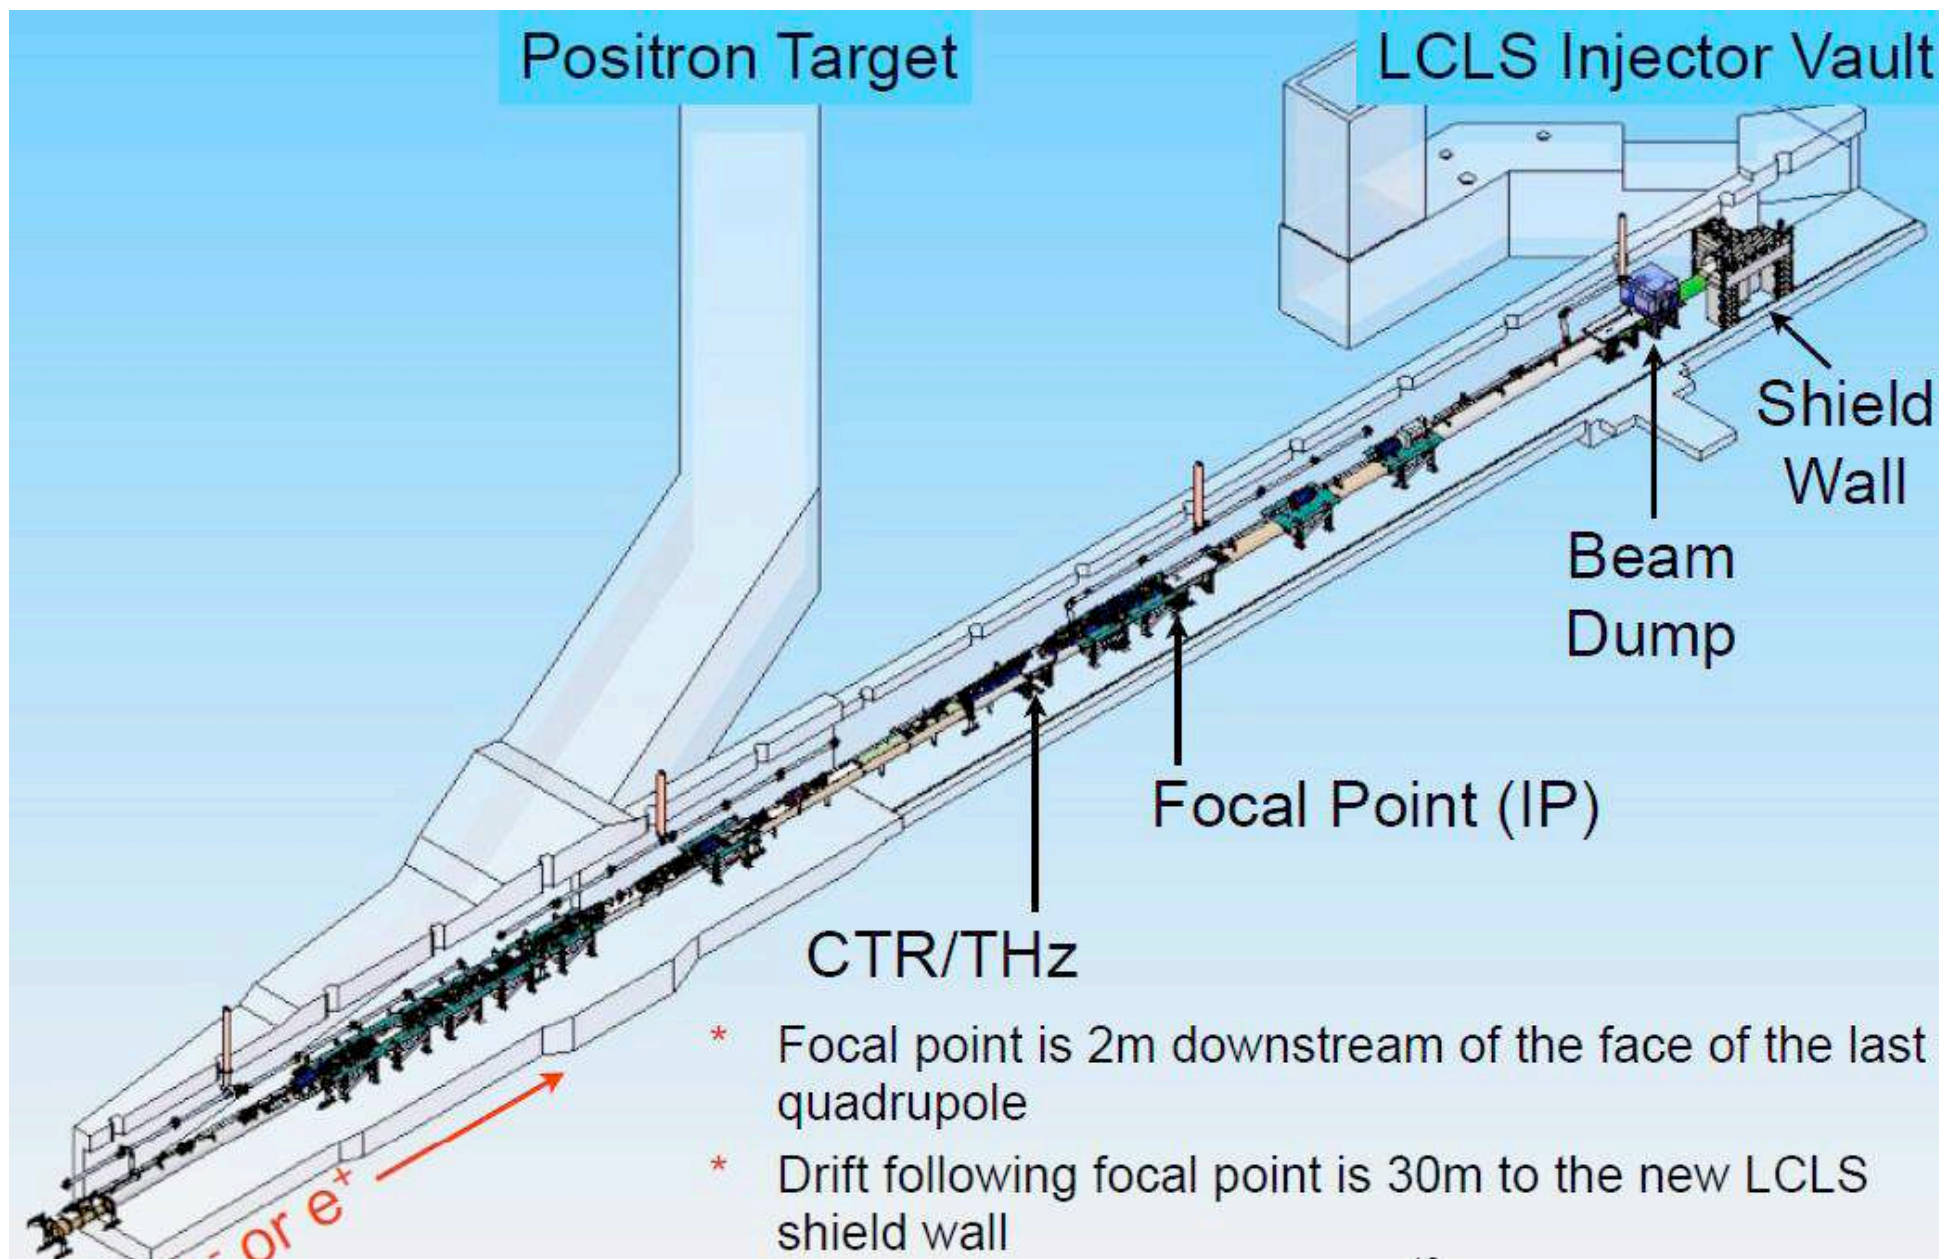 Positron Target
LCLS Injector Vault
Shield
Wall
Beam
Dump
Focal Point (IP)
CTR/THz
* Focal point is 2m downstream of the face of the last
quadrupole
* Drift following focal point is 30m to the new LCLS
shield wall
- or e⁺